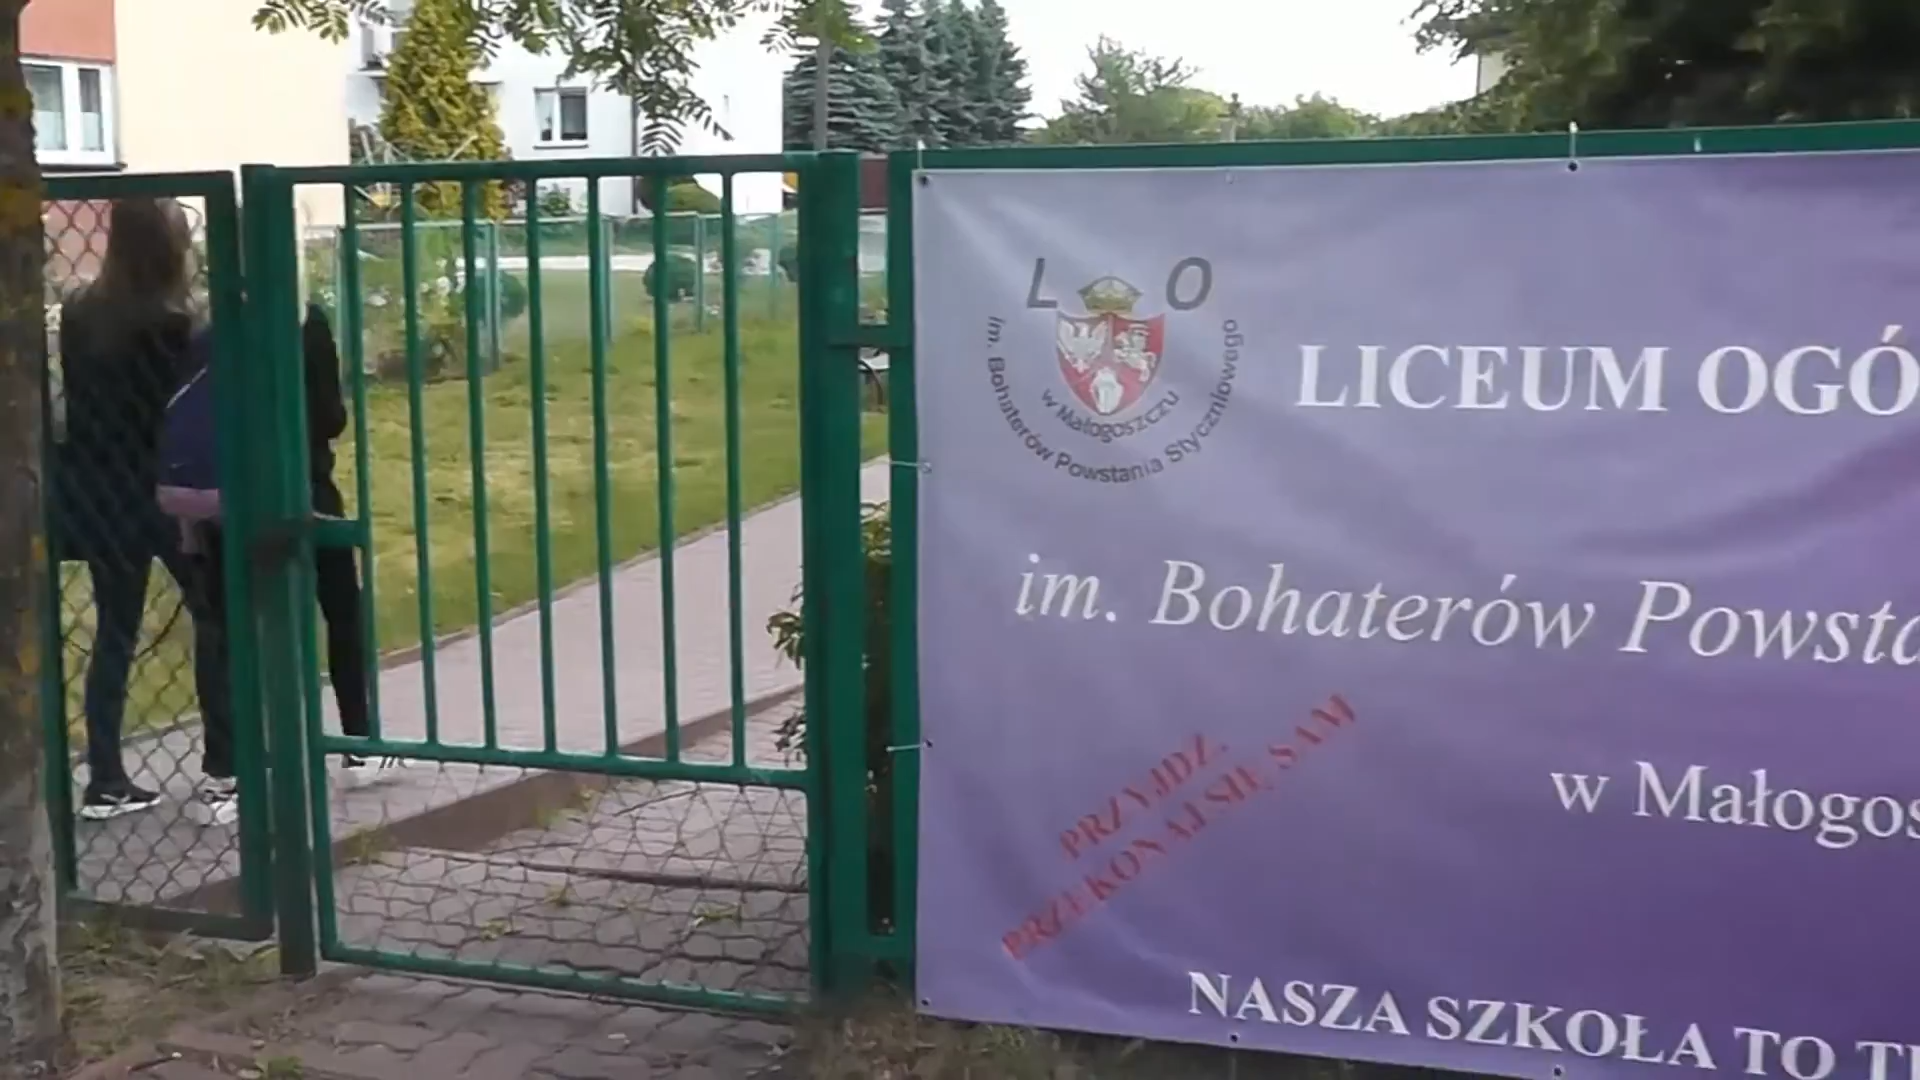 L O
im. Bohaterów Powstania Styczniowego
w Małogoszczu
LICEUM OGÓ
im. Bohaterów Powsta
w Małogos
PRZYJDŹ,
PRZEKONAJ SIĘ SAM
NASZA SZKOŁA TO